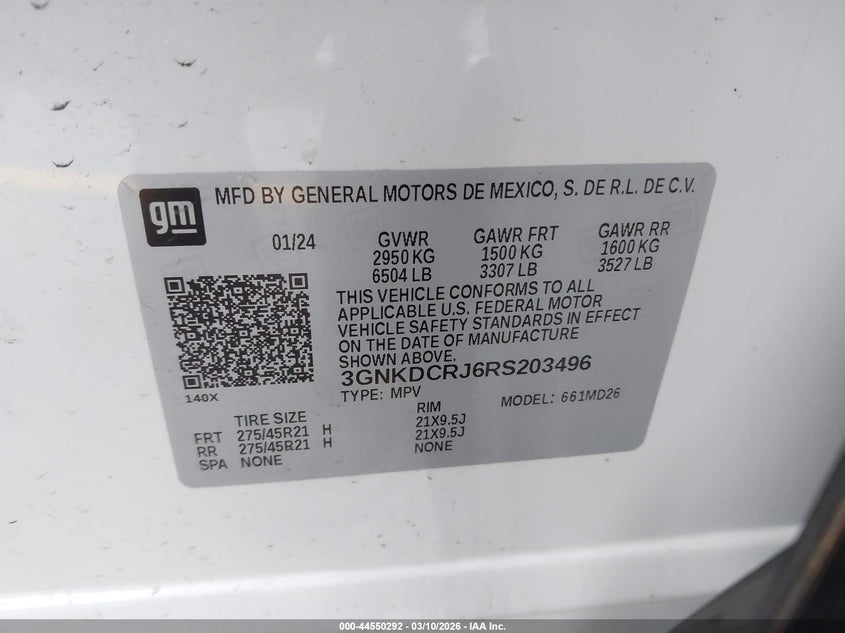 gm
MFD BY GENERAL MOTORS DE MEXICO, S. DE R.L. DE C.V.
01/24
GVWR GAWR FRT GAWR RR
2950 KG 1500 KG 1600 KG
6504 LB 3307 LB 3527 LB
THIS VEHICLE CONFORMS TO ALL
APPLICABLE U.S. FEDERAL MOTOR
VEHICLE SAFETY STANDARDS IN EFFECT
ON THE DATE OF MANUFACTURE
SHOWN ABOVE.
3GNKDCRJ6RS203496
140X
TYPE: MPV MODEL: 661MD26
TIRE SIZE RIM
FRT 275/45R21 H 21X9.5J
RR 275/45R21 H 21X9.5J
SPA NONE NONE
000-44550292 - 03/10/2026 - IAA Inc.